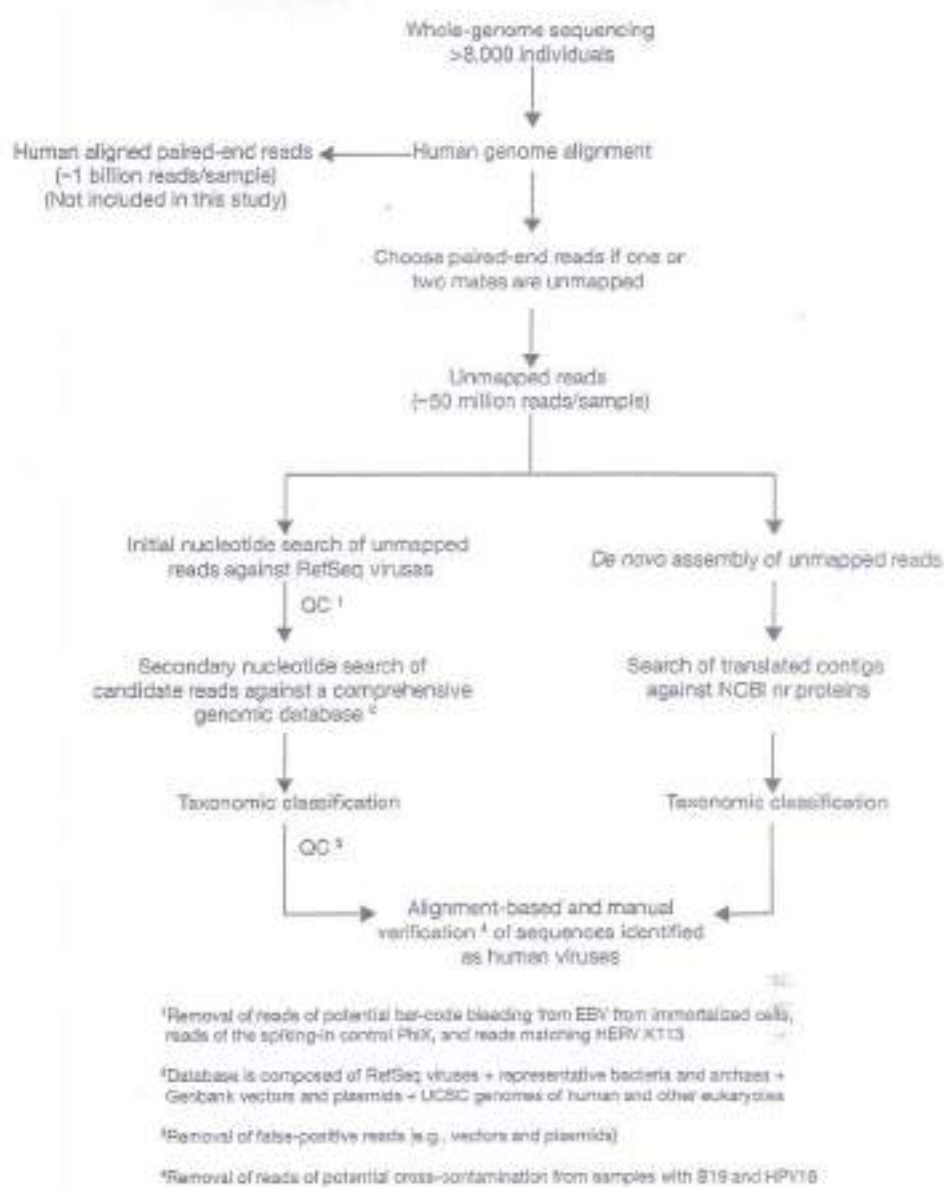 Whole-genome sequencing
>8,000 individuals
Human aligned paired-end reads
(~1 billion reads/sample)
(Not included in this study)
Human genome alignment
Choose paired-end reads if one or
two mates are unmapped
Unmapped reads
(~50 million reads/sample)
Initial nucleotide search of unmapped
reads against RefSeq viruses
De novo assembly of unmapped reads
QC 1
Secondary nucleotide search of
candidate reads against a comprehensive
genomic database 2
Search of translated contigs
against NCBI nr proteins
Taxonomic classification
Taxonomic classification
QC 3
Alignment-based and manual
verification 4 of sequences identified
as human viruses
1Removal of reads of potential bar-code bleeding from EBV from immortalized cells,
reads of the spiking-in control PhiX, and reads matching HERV K113
2Database is composed of RefSeq viruses + representative bacteria and archaea +
Genbank vectors and plasmids + UCSC genomes of human and other eukaryotes
3Removal of false-positive reads (e.g., vectors and plasmids)
4Removal of reads of potential cross-contamination from samples with B19 and HPV16